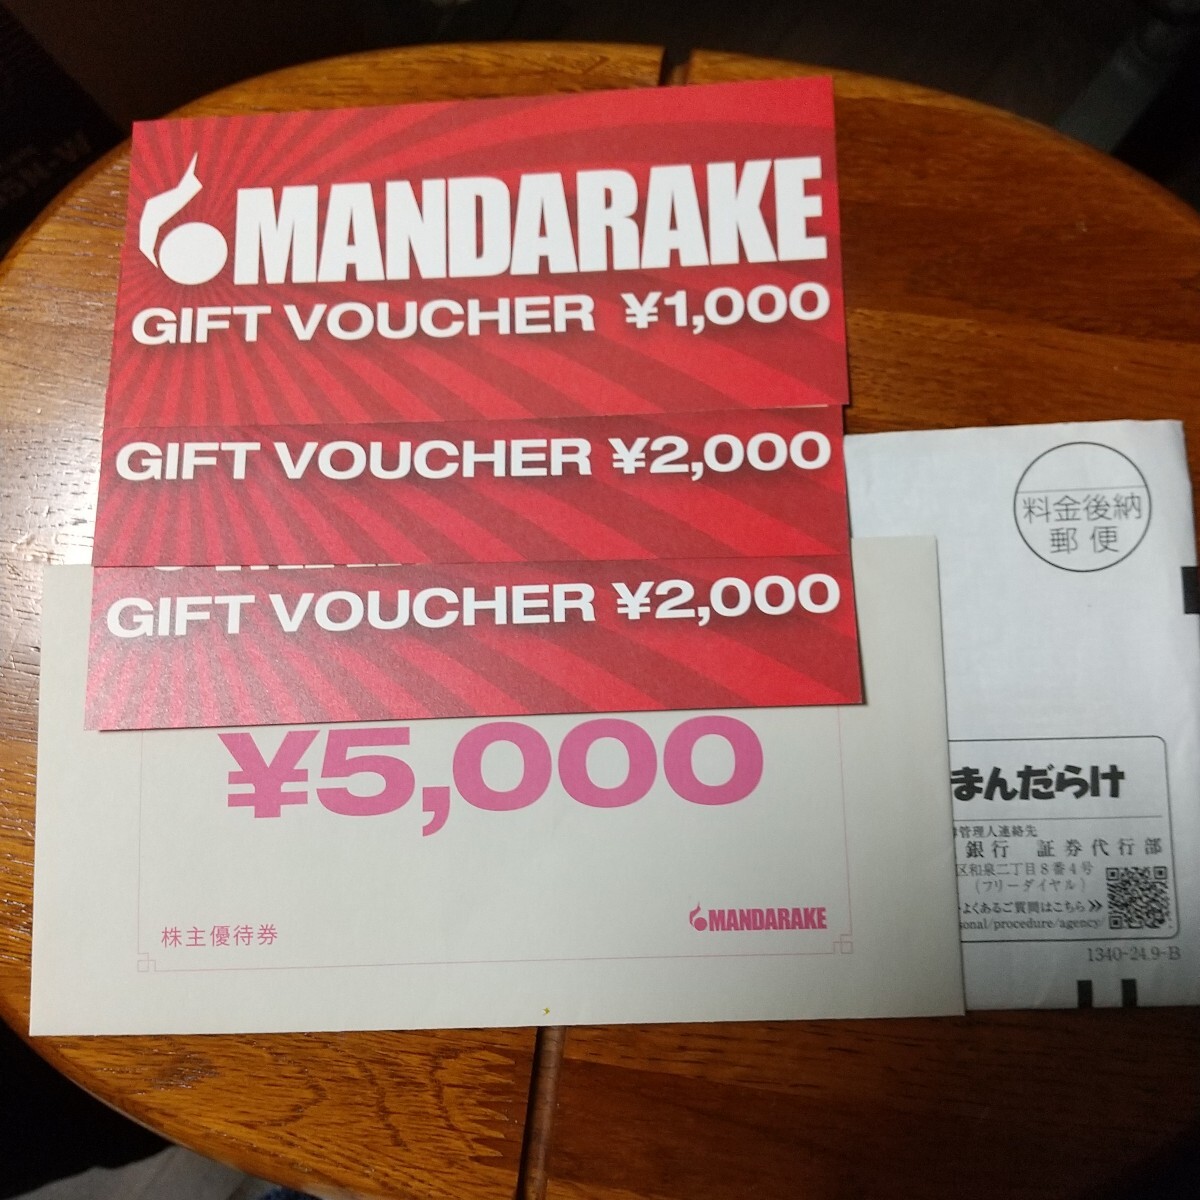 MANDARAKE
GIFT VOUCHER ¥1,000
GIFT VOUCHER ¥2,000
GIFT VOUCHER ¥2,000
¥5,000
株主優待券
MANDARAKE
料金後納
郵便
まんだらけ
管理人連絡先
銀行 証券代行部
区和泉二丁目8番4号
(フリーダイヤル)
よくあるご質問はこちら≫
sonal/procedure/agency/
1340-24.9-B